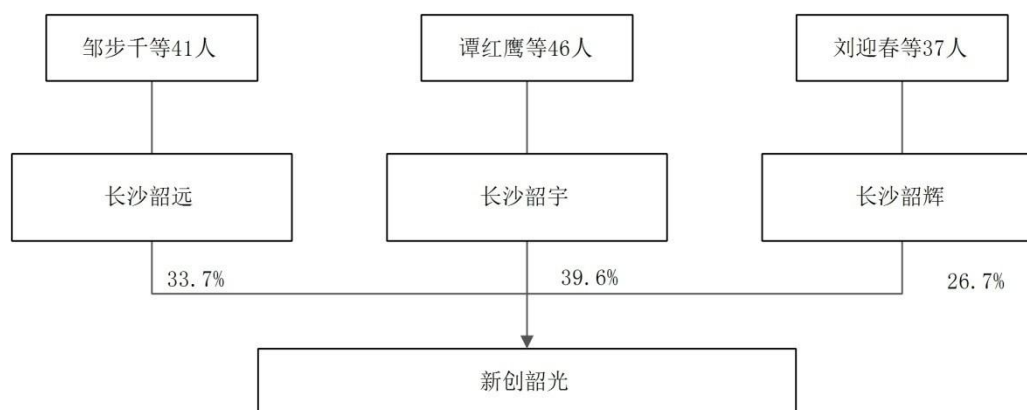 邹步千等41人
谭红鹰等46人
刘迎春等37人
长沙韶远
长沙韶宇
长沙韶辉
33.7%
39.6%
26.7%
新创韶光